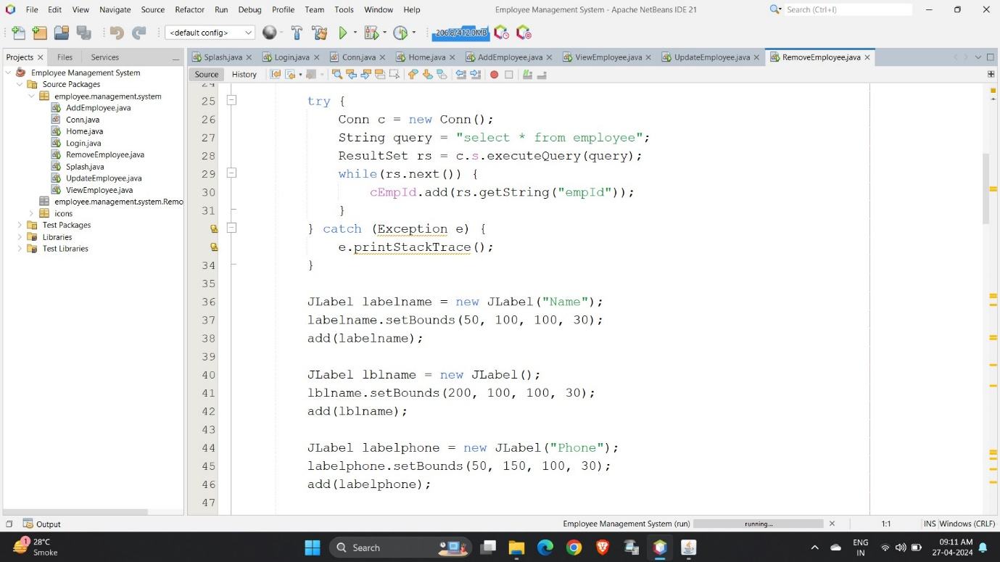 File Edit View Navigate Source Refactor Run Debug Profile Team Tools Window Help Employee Management System - Apache NetBeans IDE 21 Search (Ctrl+I)
<default config> 206.8/412.0MB
Projects Files Services
Splash.java Login.java Conn.java Home.java AddEmployee.java ViewEmployee.java UpdateEmployee.java RemoveEmployee.java
Source History
Employee Management System
Source Packages
employee.management.system
AddEmployee.java
Conn.java
Home.java
Login.java
RemoveEmployee.java
Splash.java
UpdateEmployee.java
ViewEmployee.java
employee.management.system.Remo
icons
Test Packages
Libraries
Test Libraries
24
25 try {
26 Conn c = new Conn();
27 String query = "select * from employee";
28 ResultSet rs = c.s.executeQuery(query);
29 while(rs.next()) {
30 cEmpId.add(rs.getString("empId"));
31 }
} catch (Exception e) {
e.printStackTrace();
34 }
35
36 JLabel labelname = new JLabel("Name");
37 labelname.setBounds(50, 100, 100, 30);
38 add(labelname);
39
40 JLabel lblname = new JLabel();
41 lblname.setBounds(200, 100, 100, 30);
42 add(lblname);
43
44 JLabel labelphone = new JLabel("Phone");
45 labelphone.setBounds(50, 150, 100, 30);
46 add(labelphone);
47
Output Employee Management System (run) running... 1:1 INS Windows (CRLF)
1 28°C
Smoke
Search
ENG
IN
09:11 AM
27-04-2024